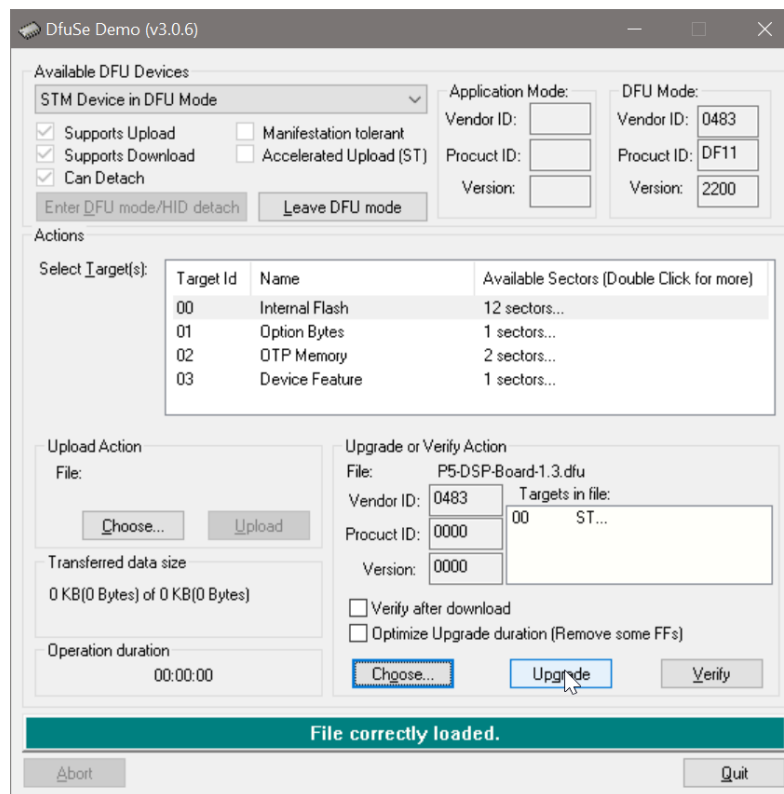 DfuSe Demo (v3.0.6)
Available DFU Devices
STM Device in DFU Mode
Supports Upload
Manifestation tolerant
Supports Download
Accelerated Upload (ST)
Can Detach
Enter DFU mode/HID detach
Leave DFU mode
Application Mode:
Vendor ID:
Procuct ID:
Version:
DFU Mode:
Vendor ID: 0483
Procuct ID: DF11
Version: 2200
Actions
Select Target(s):
Target Id Name Available Sectors (Double Click for more)
00 Internal Flash 12 sectors...
01 Option Bytes 1 sectors...
02 OTP Memory 2 sectors...
03 Device Feature 1 sectors...
Upload Action
File:
Choose...
Upload
Transferred data size
0 KB(0 Bytes) of 0 KB(0 Bytes)
Operation duration
00:00:00
Upgrade or Verify Action
File: P5-DSP-Board-1.3.dfu
Vendor ID: 0483
Procuct ID: 0000
Version: 0000
Targets in file:
00 ST...
Verify after download
Optimize Upgrade duration (Remove some FFs)
Choose...
Upgrade
Verify
File correctly loaded.
Abort
Quit